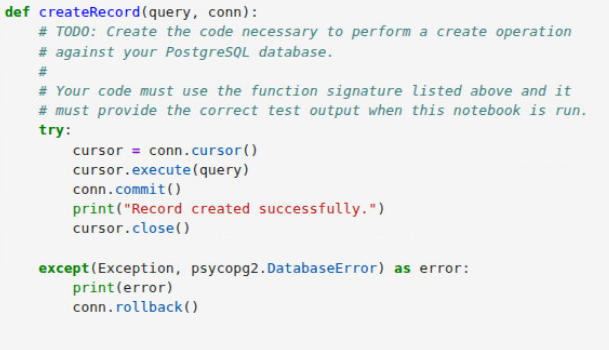 def createRecord(query, conn):
    # TODO: Create the code necessary to perform a create operation
    # against your PostgreSQL database.
    #
    # Your code must use the function signature listed above and it
    # must provide the correct test output when this notebook is run.
    try:
        cursor = conn.cursor()
        cursor.execute(query)
        conn.commit()
        print("Record created successfully.")
        cursor.close()

    except(Exception, psycopg2.DatabaseError) as error:
        print(error)
        conn.rollback()